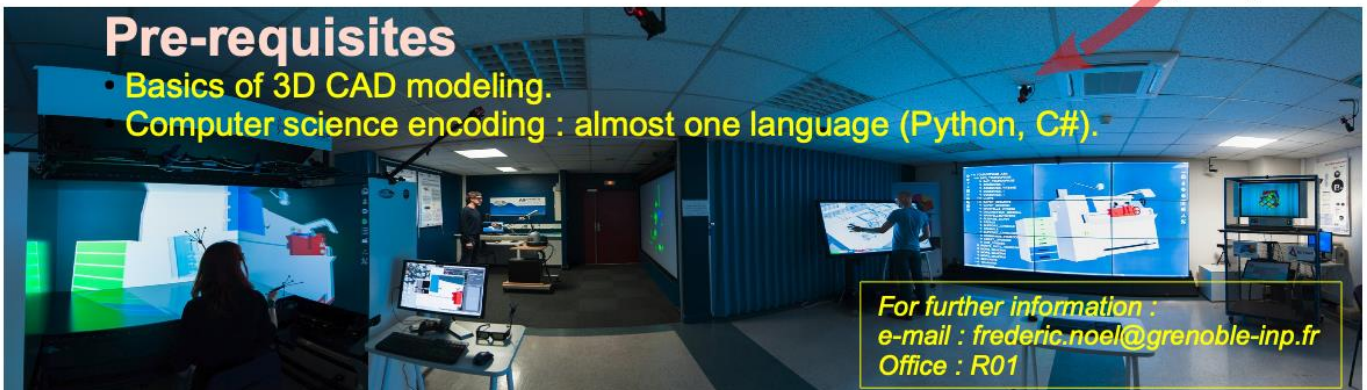 Pre-requisites
• Basics of 3D CAD modeling.
Computer science encoding : almost one language (Python, C#).
For further information :
e-mail : frederic.noel@grenoble-inp.fr
Office : R01